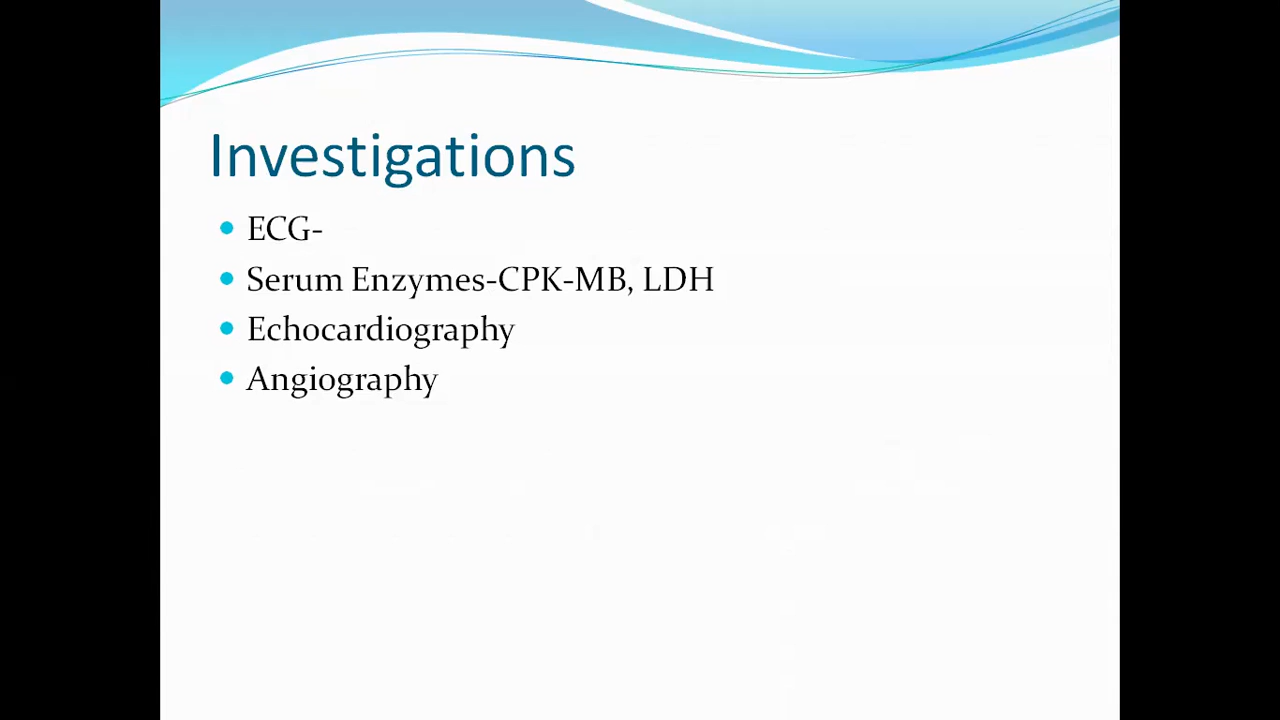 Investigations
ECG-
Serum Enzymes-CPK-MB, LDH
Echocardiography
Angiography